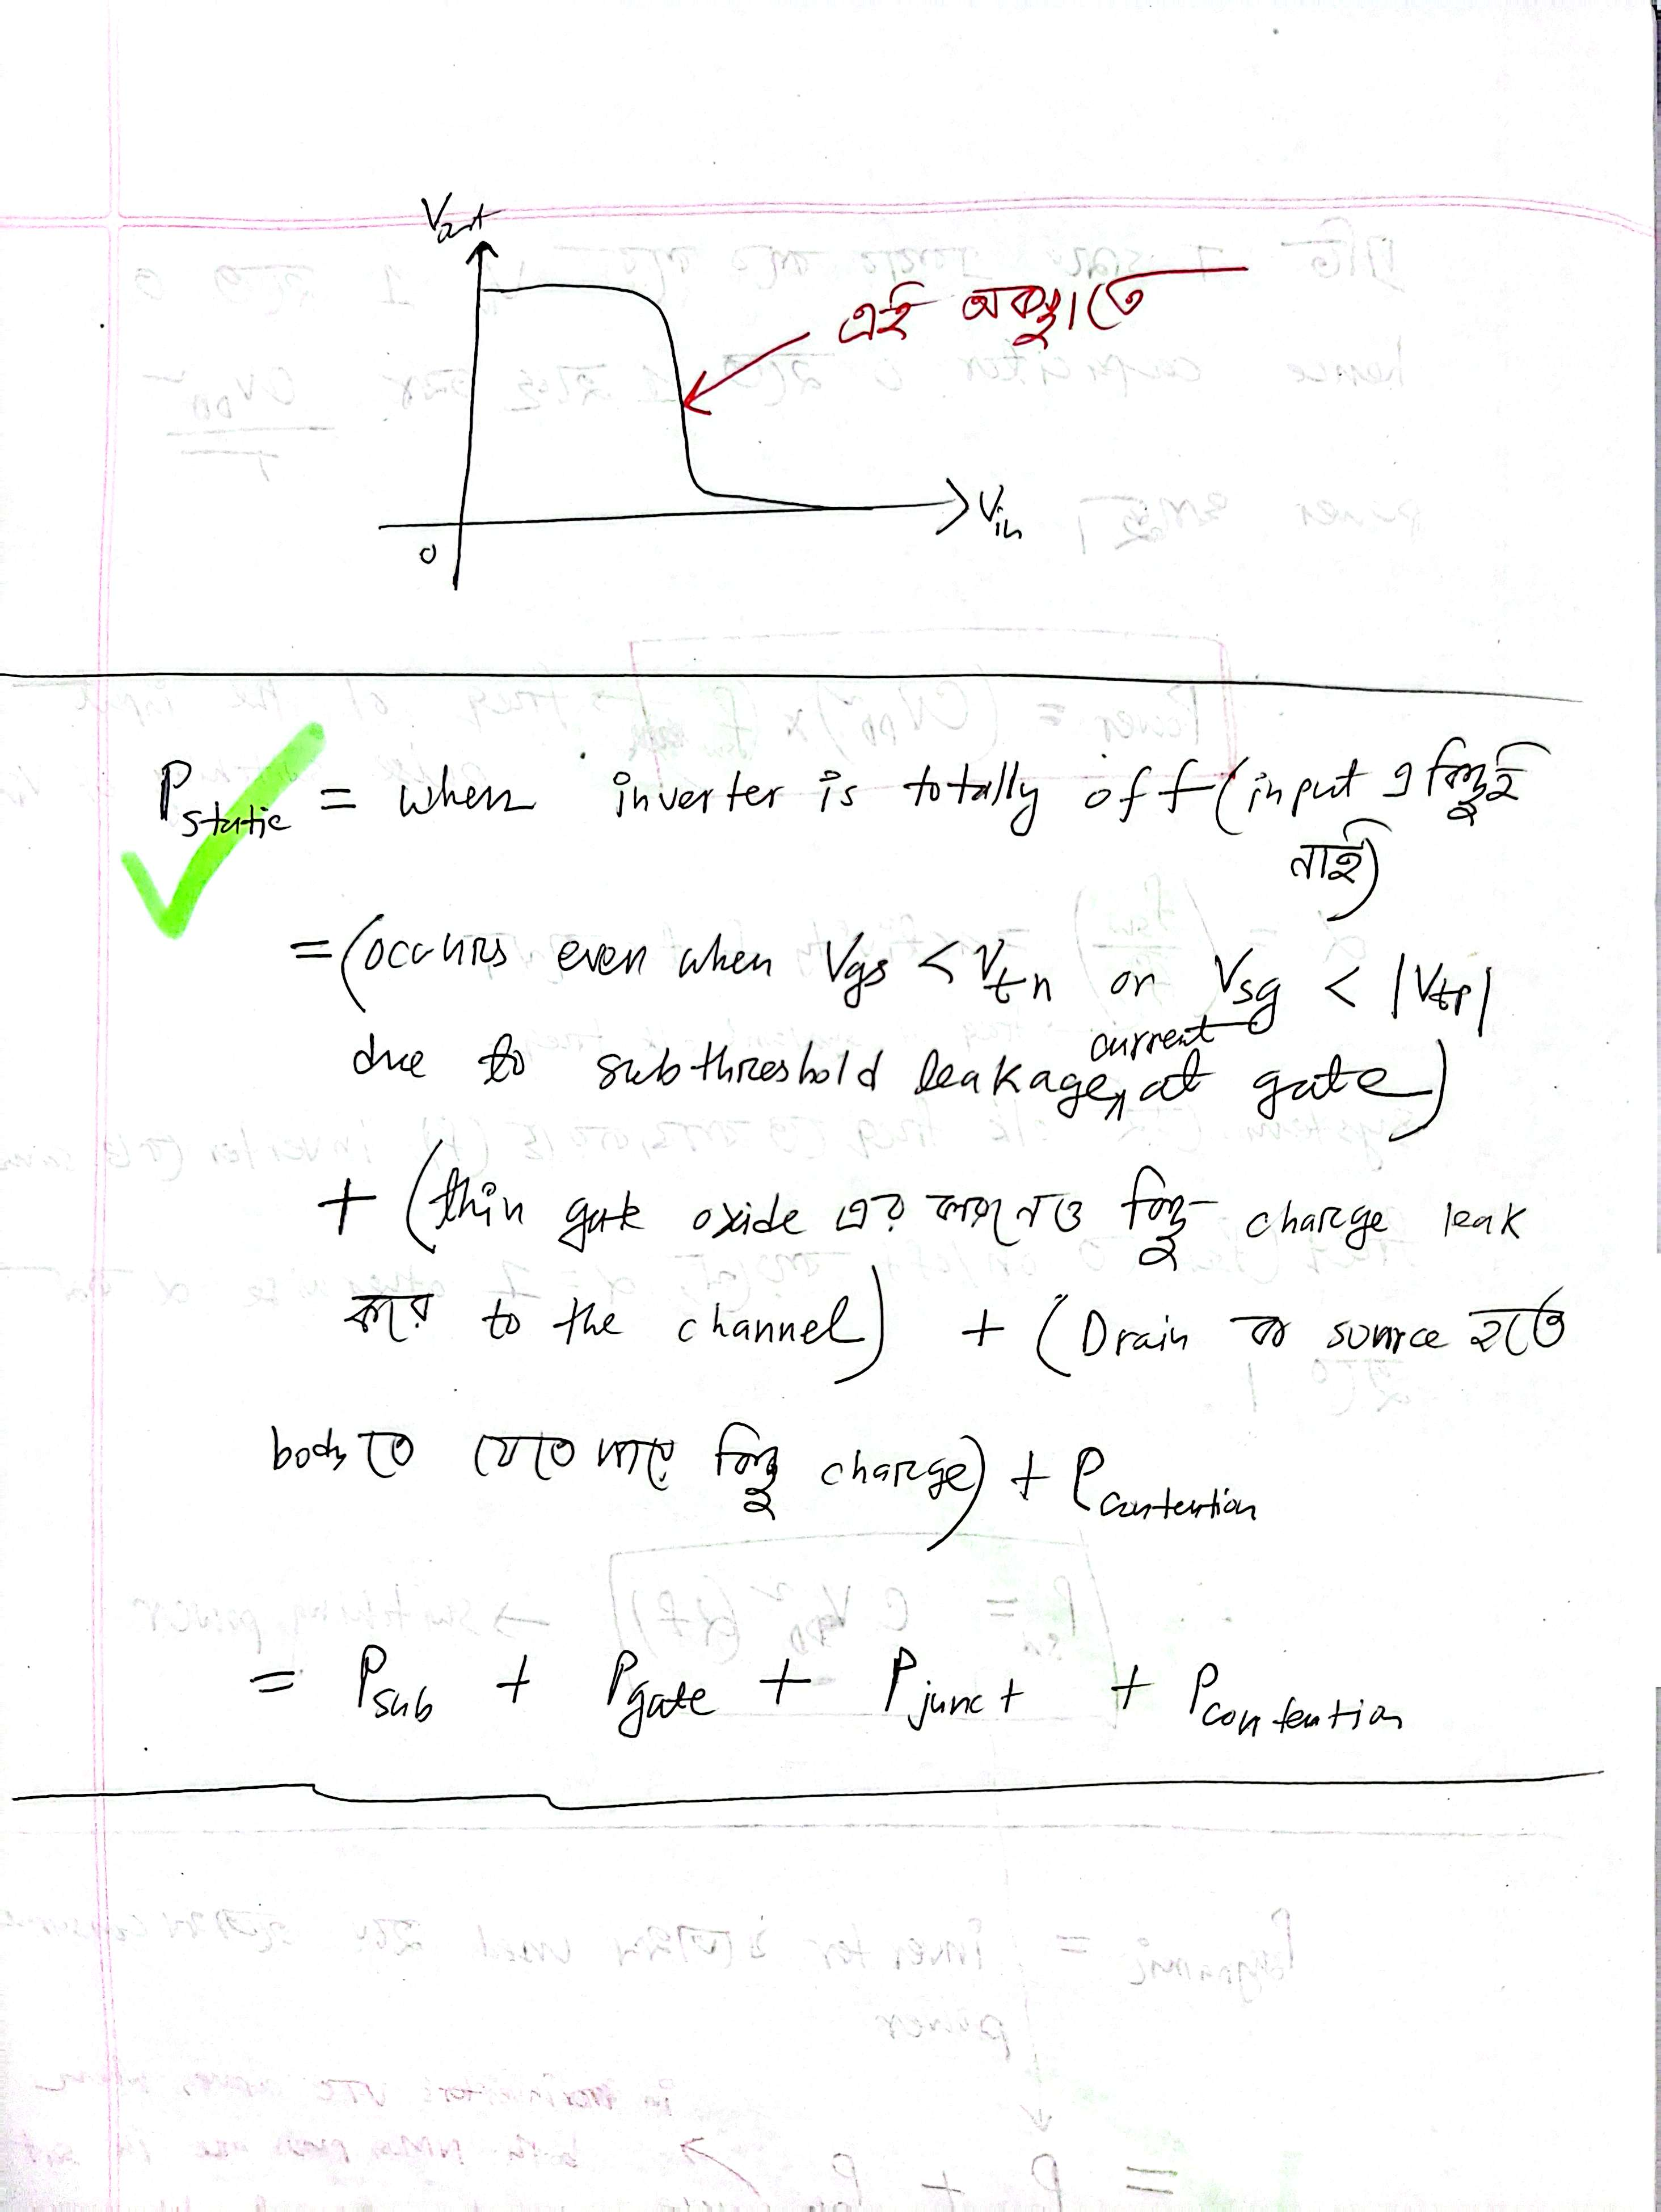 Vout
এই অবস্থাতে
Vin
0
Pstatic = when inverter is totally off (input এ কিছুই
নাই)
= (occurs even when Vgs < Vtn or Vsg < |Vtp|
due to subthreshold leakage current at gate)
+ (thin gate oxide এর কারনেও কিছু charge leak
করে to the channel) + (Drain বা source হতে
body তে যেতে পারে কিছু charge) + Pcontention
= Psub + Pgate + Pjunct + Pcontention